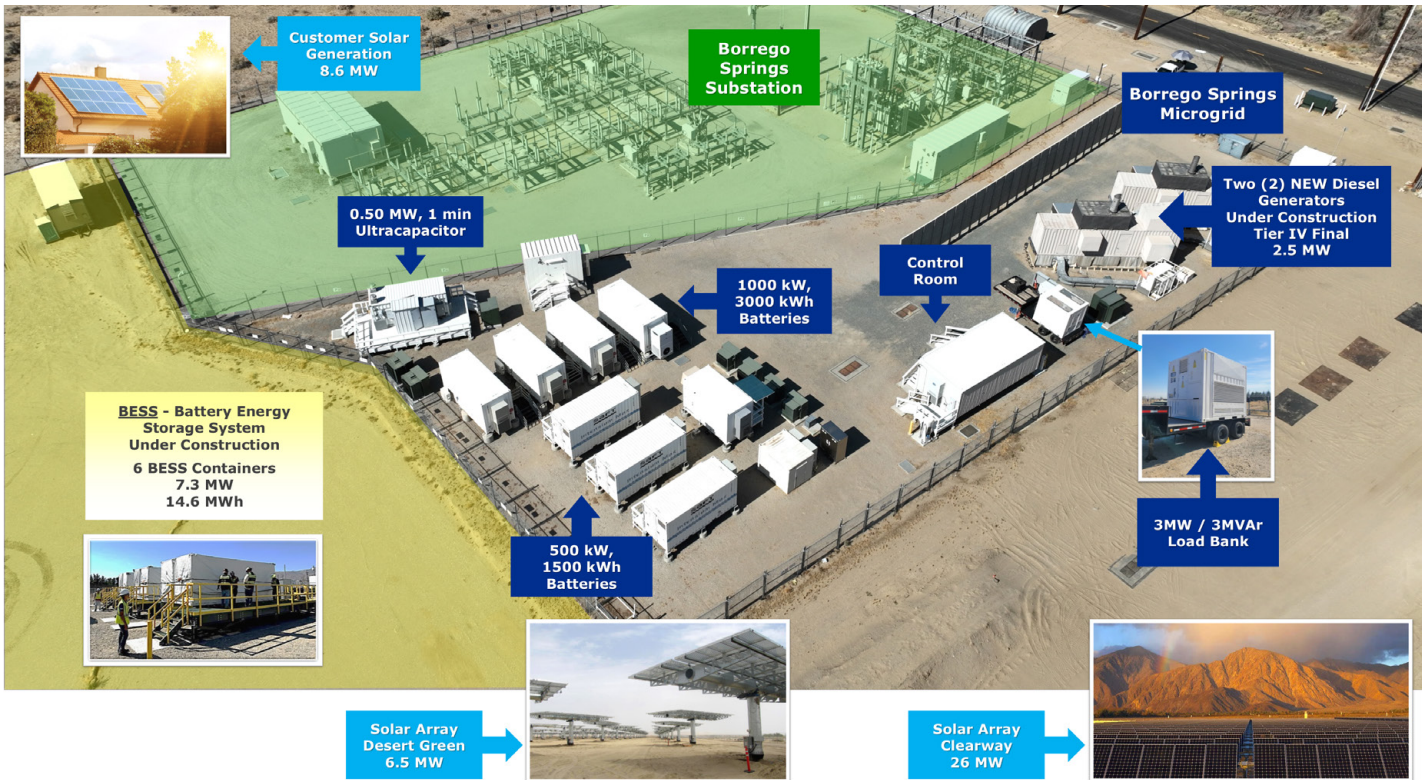 Customer Solar
Generation
8.6 MW
Borrego
Springs
Substation
Borrego Springs
Microgrid
0.50 MW, 1 min
Ultracapacitor
1000 kW,
3000 kWh
Batteries
Control
Room
Two (2) NEW Diesel
Generators
Under Construction
Tier IV Final
2.5 MW
BESS - Battery Energy
Storage System
Under Construction
6 BESS Containers
7.3 MW
14.6 MWh
500 kW,
1500 kWh
Batteries
3MW / 3MVAr
Load Bank
Solar Array
Desert Green
6.5 MW
Solar Array
Clearway
26 MW